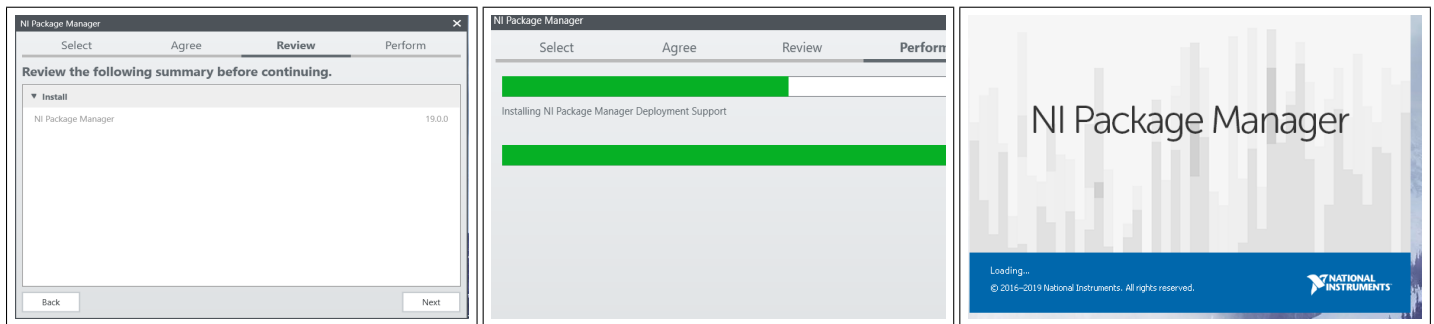 NI Package Manager
Select Agree Review Perform
Review the following summary before continuing.
Install
NI Package Manager 19.0.0
Back Next
NI Package Manager
Select Agree Review Perform
Installing NI Package Manager Deployment Support
NI Package Manager
Loading...
© 2016–2019 National Instruments. All rights reserved.
NATIONAL
INSTRUMENTS